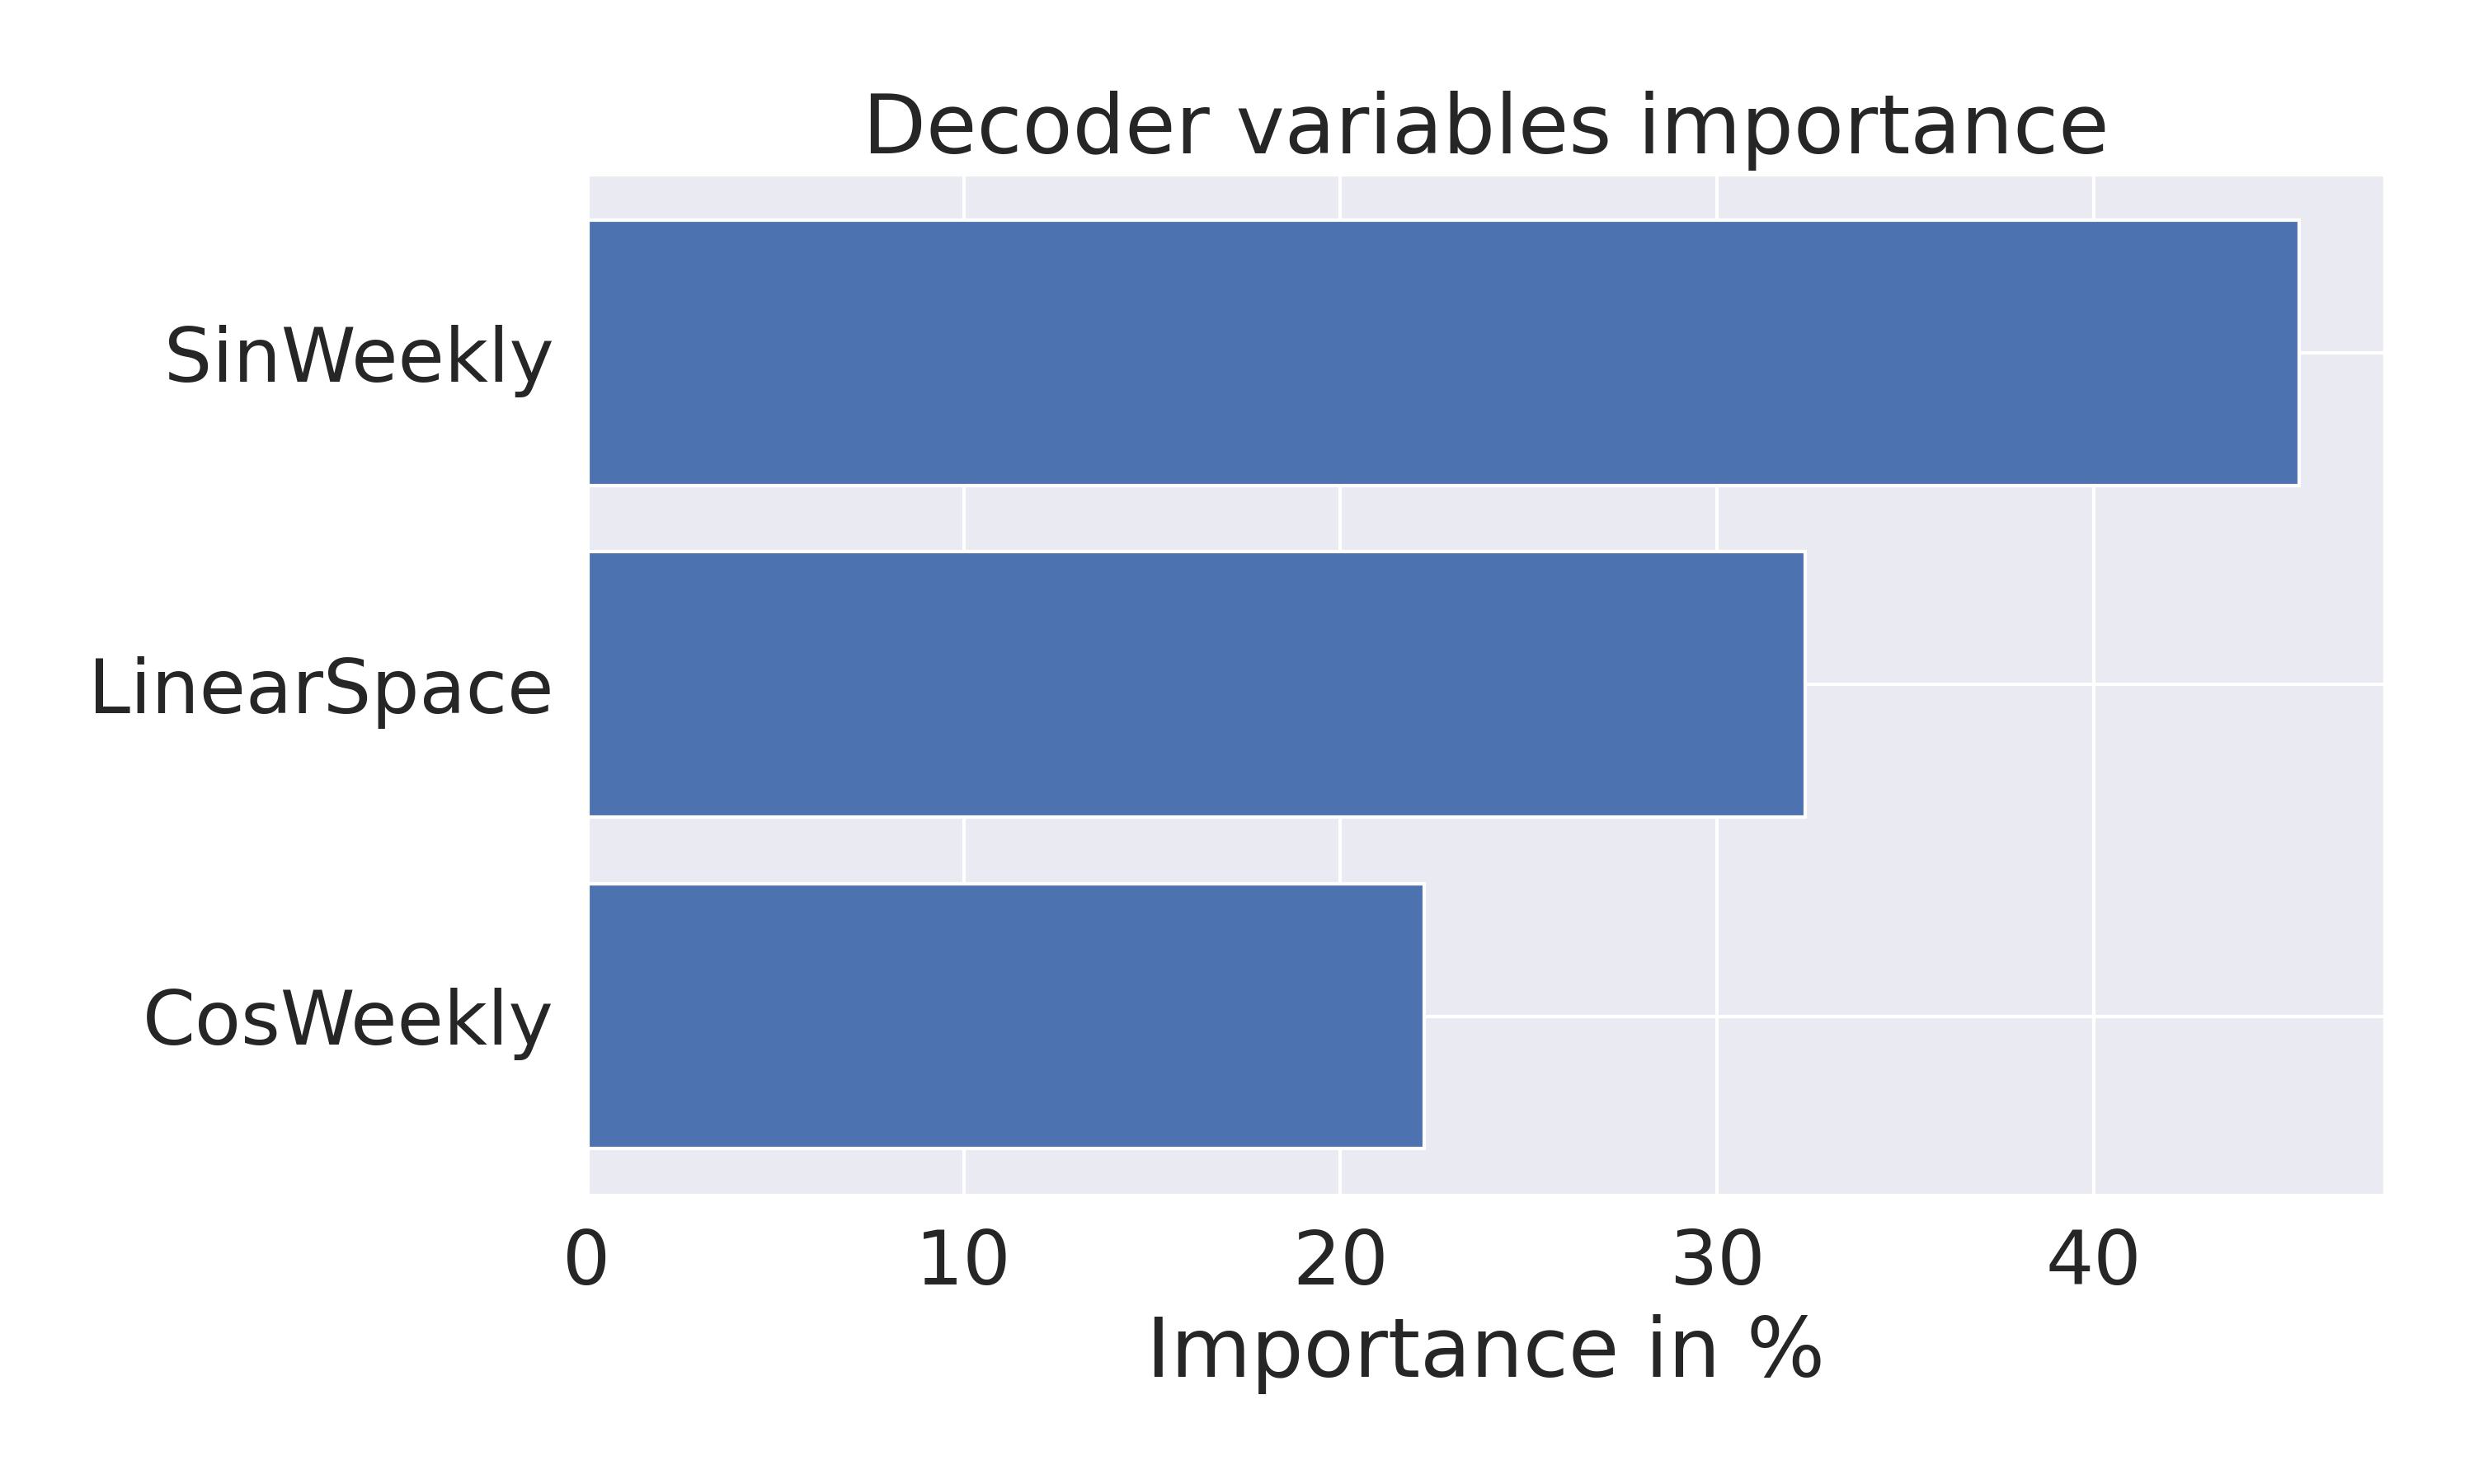 Decoder variables importance
SinWeekly
LinearSpace
CosWeekly
0 10 20 30 40
Importance in %